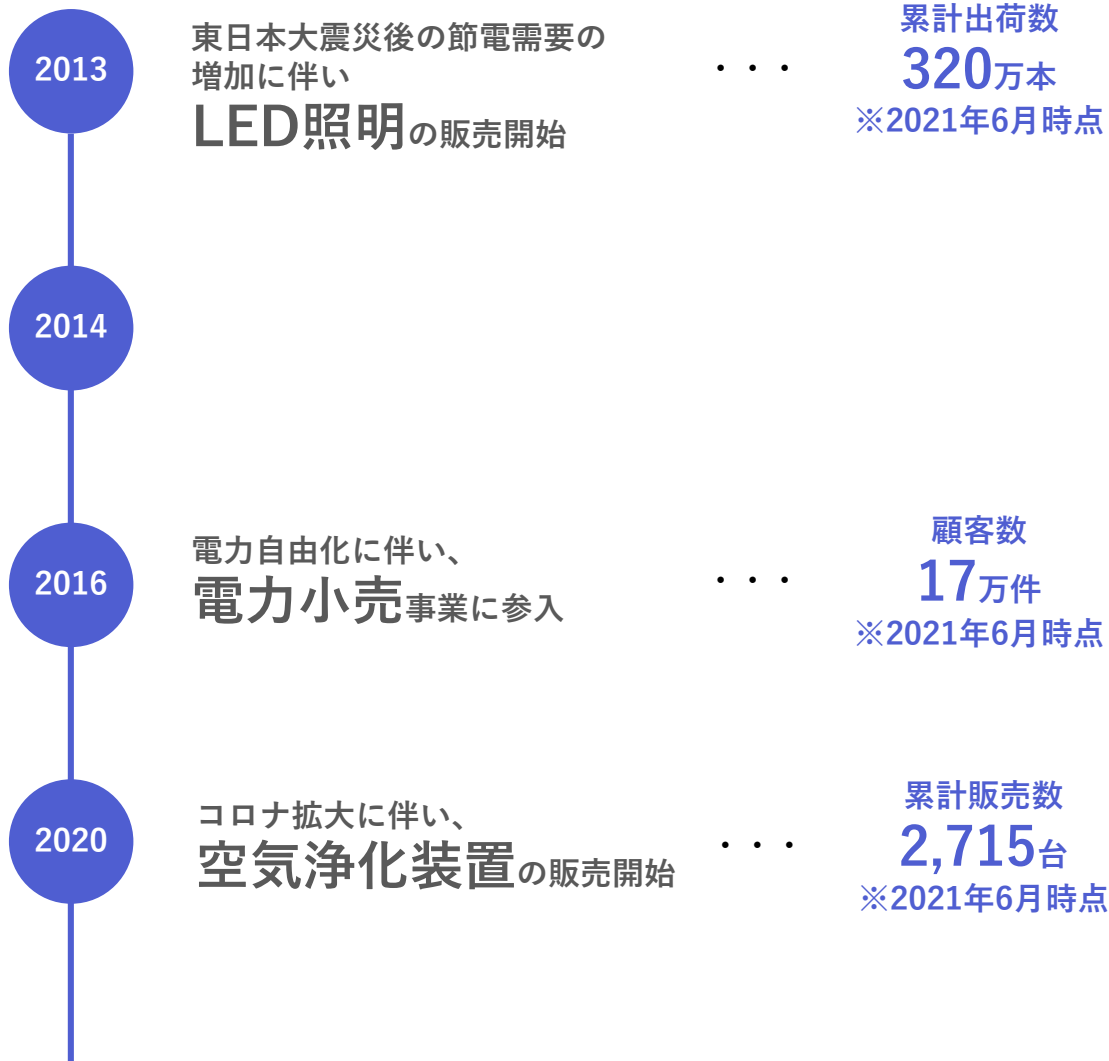 2013
東日本大震災後の節電需要の
増加に伴い
LED照明の販売開始
・・・
累計出荷数
320万本
※2021年6月時点
2014
2016
電力自由化に伴い、
電力小売事業に参入
・・・
顧客数
17万件
※2021年6月時点
2020
コロナ拡大に伴い、
空気浄化装置の販売開始
・・・
累計販売数
2,715台
※2021年6月時点